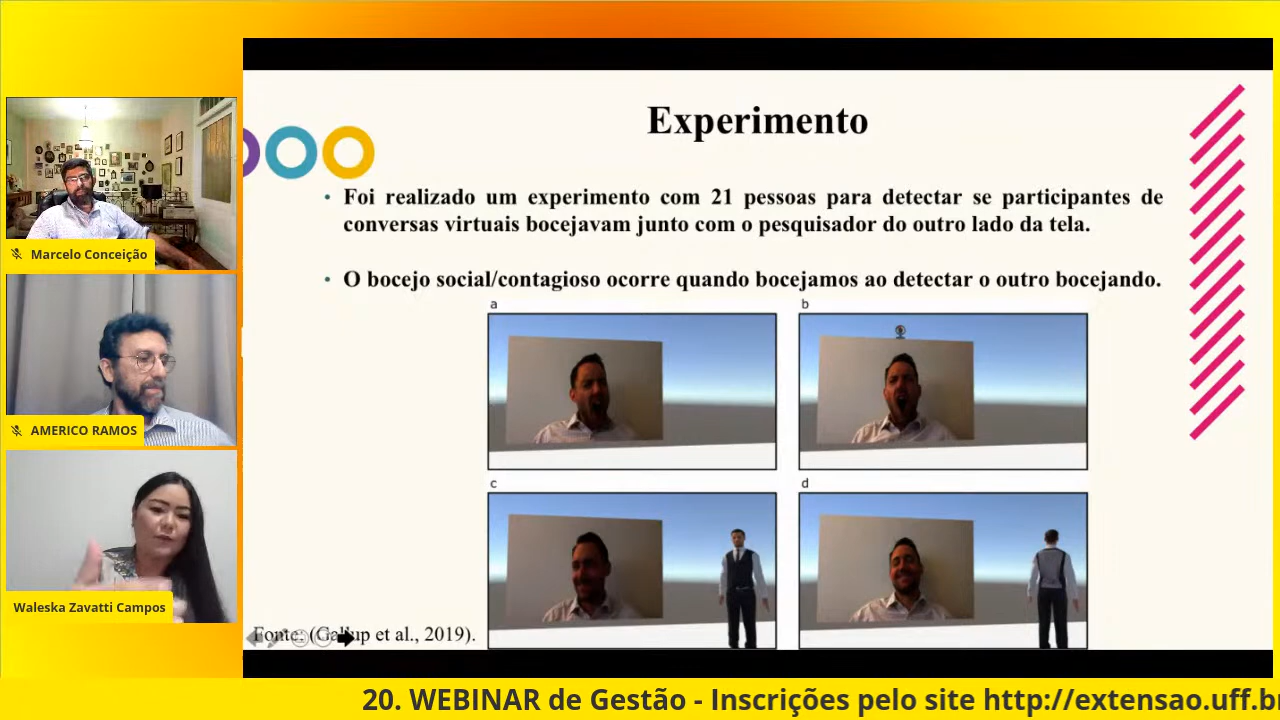 Experimento
• Foi realizado um experimento com 21 pessoas para detectar se participantes de
conversas virtuais bocejavam junto com o pesquisador do outro lado da tela.
• O bocejo social/contagioso ocorre quando bocejamos ao detectar o outro bocejando.
a
b
c
d
Fonte: (Gallup et al., 2019).
Marcelo Conceição
AMERICO RAMOS
Waleska Zavatti Campos
20. WEBINAR de Gestão - Inscrições pelo site http://extensao.uff.b